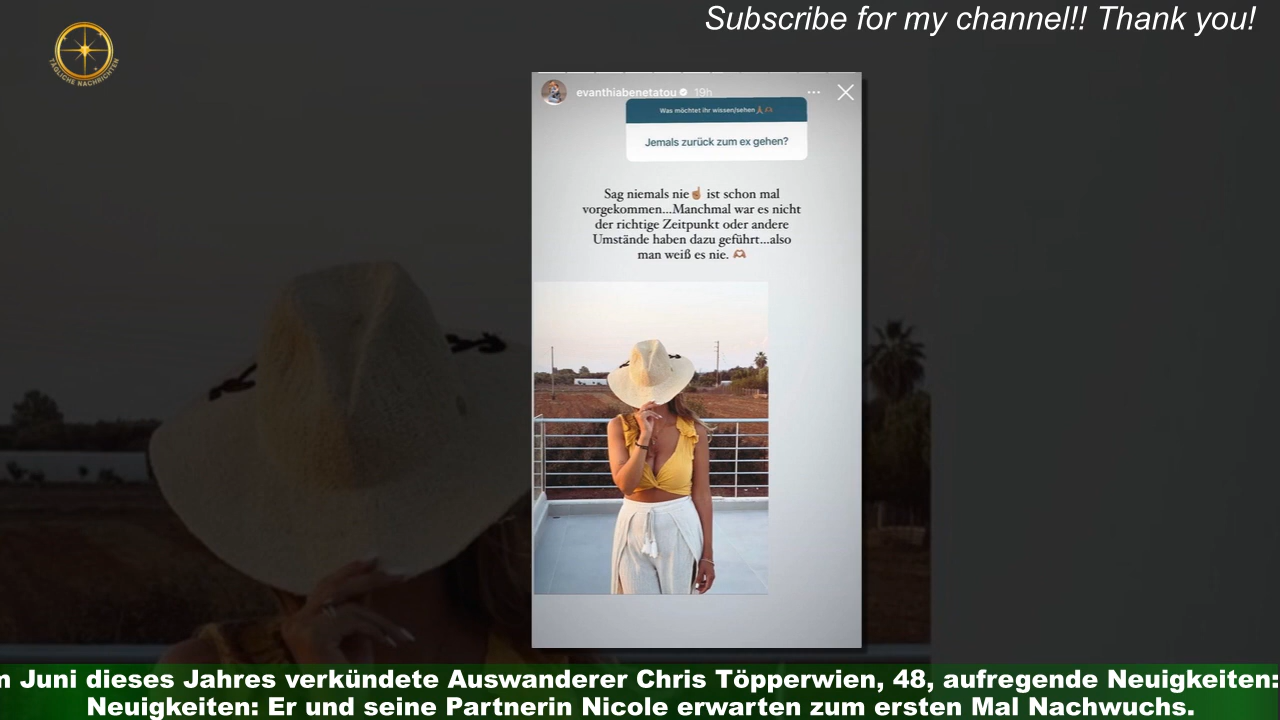 Subscribe for my channel!! Thank you!
TÄGLICHE NACHRICHTEN
evanthiabenetatou 19h
Was möchtet ihr wissen/sehen
Jemals zurück zum ex gehen?
Sag niemals nie☝🏽 ist schon mal
vorgekommen...Manchmal war es nicht
der richtige Zeitpunkt oder andere
Umstände haben dazu geführt...also
man weiß es nie. 🫶🏽
Juni dieses Jahres verkündete Auswanderer Chris Töpperwien, 48, aufregende Neuigkeiten:
Neuigkeiten: Er und seine Partnerin Nicole erwarten zum ersten Mal Nachwuchs.